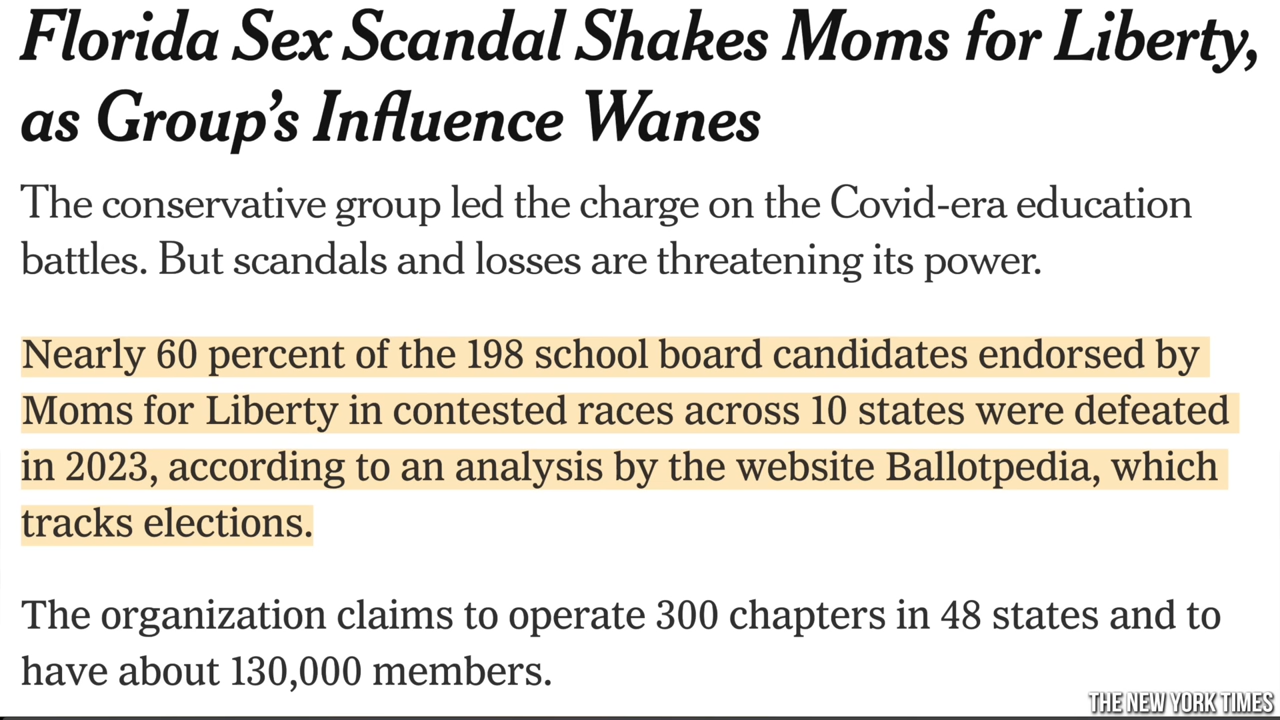 Florida Sex Scandal Shakes Moms for Liberty,
as Group’s Influence Wanes
The conservative group led the charge on the Covid-era education
battles. But scandals and losses are threatening its power.
Nearly 60 percent of the 198 school board candidates endorsed by
Moms for Liberty in contested races across 10 states were defeated
in 2023, according to an analysis by the website Ballotpedia, which
tracks elections.
The organization claims to operate 300 chapters in 48 states and to
have about 130,000 members.
THE NEW YORK TIMES